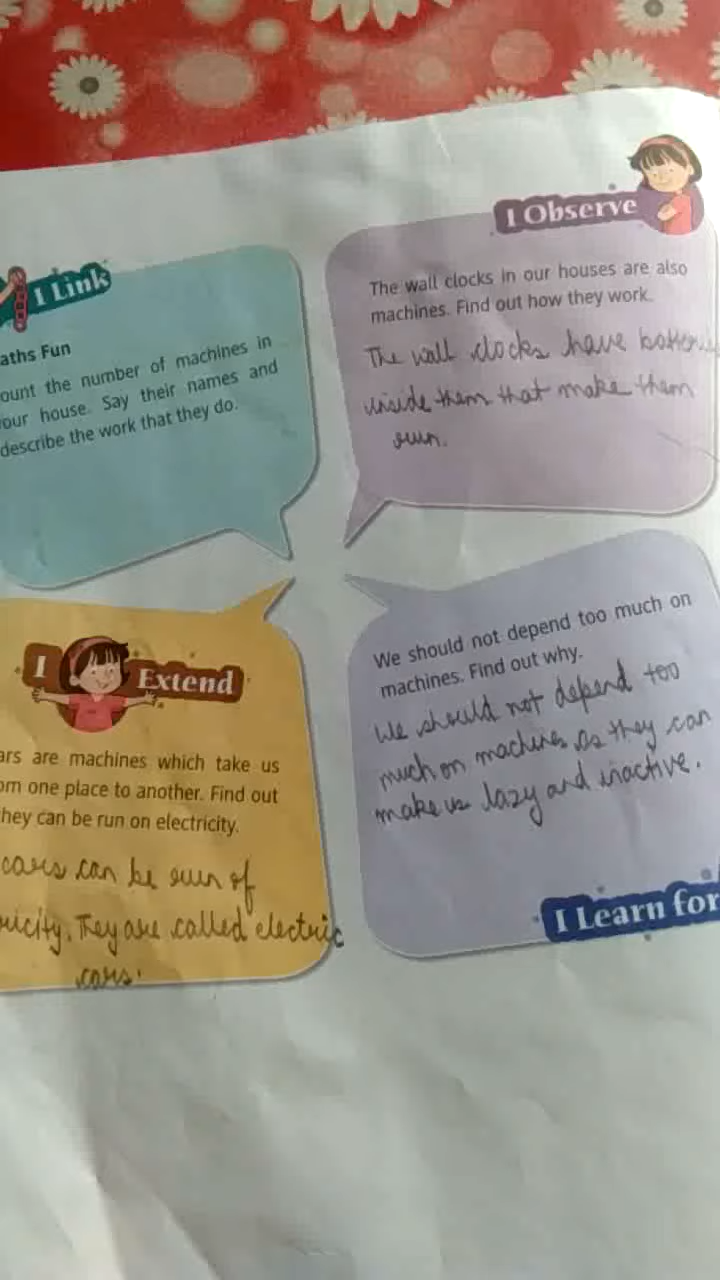 I Link
aths Fun
ount the number of machines in
our house. Say their names and
describe the work that they do.
I Observe
The wall clocks in our houses are also
machines. Find out how they work.
The wall clocks have
inside them that make them
run.
I Extend
ars are machines which take us
om one place to another. Find out
they can be run on electricity.
cars can be run of
ricity. They are called electric
cars.
We should not depend too much on
machines. Find out why.
We should not depend too
much on machines as they can
make us lazy and inactive.
I Learn for